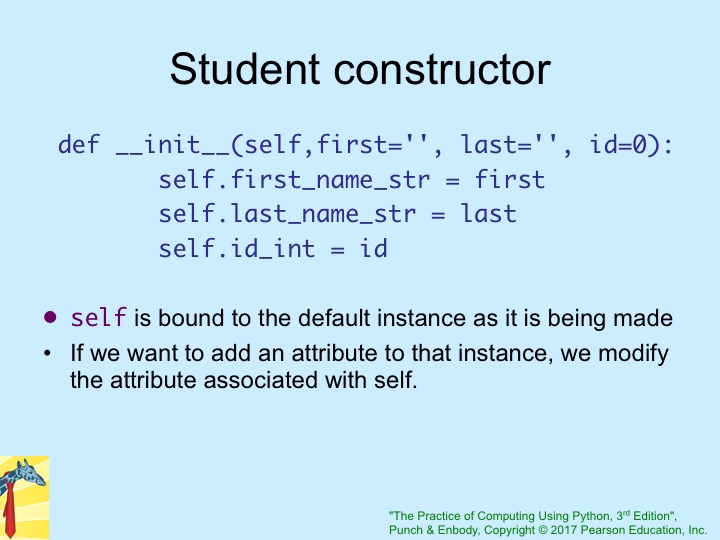 Student constructor
def __init__(self,first='', last='', id=0):
self.first_name_str = first
self.last_name_str = last
self.id_int = id
● self is bound to the default instance as it is being made
• If we want to add an attribute to that instance, we modify
the attribute associated with self.
"The Practice of Computing Using Python, 3rd Edition",
Punch & Enbody, Copyright © 2017 Pearson Education, Inc.